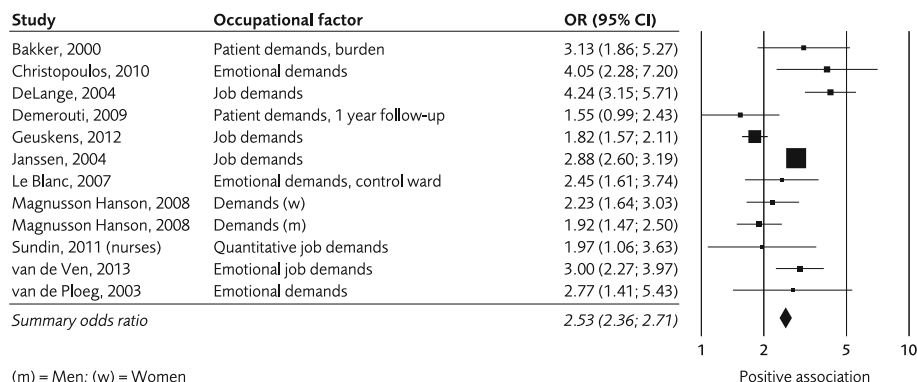 Study Occupational factor OR (95% CI)
Bakker, 2000 Patient demands, burden 3.13 (1.86; 5.27)
Christopoulos, 2010 Emotional demands 4.05 (2.28; 7.20)
DeLange, 2004 Job demands 4.24 (3.15; 5.71)
Demerouti, 2009 Patient demands, 1 year follow-up 1.55 (0.99; 2.43)
Geuskens, 2012 Job demands 1.82 (1.57; 2.11)
Janssen, 2004 Job demands 2.88 (2.60; 3.19)
Le Blanc, 2007 Emotional demands, control ward 2.45 (1.61; 3.74)
Magnusson Hanson, 2008 Demands (w) 2.23 (1.64; 3.03)
Magnusson Hanson, 2008 Demands (m) 1.92 (1.47; 2.50)
Sundin, 2011 (nurses) Quantitative job demands 1.97 (1.06; 3.63)
van de Ven, 2013 Emotional job demands 3.00 (2.27; 3.97)
van de Ploeg, 2003 Emotional demands 2.77 (1.41; 5.43)
Summary odds ratio 2.53 (2.36; 2.71)
1 2 5 10
(m) = Men; (w) = Women Positive association